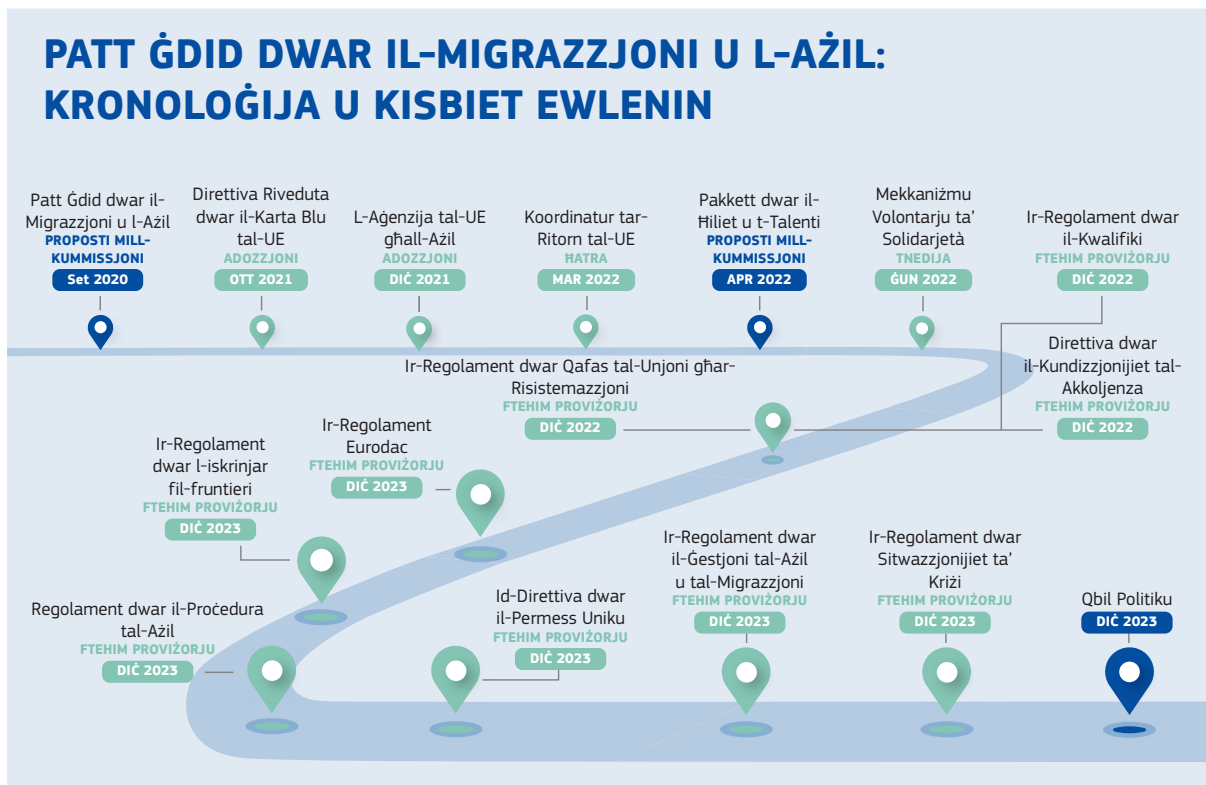 PATT ĠDID DWAR IL-MIGRAZZJONI U L-AŻIL:
KRONOLOĠIJA U KISBIET EWLENIN
Patt Ġdid dwar il-
Migrazzjoni u l-Ażil
PROPOSTI MILL-
KUMMISSJONI
Set 2020
Direttiva Riveduta
dwar il-Karta Blu
tal-UE
ADOZZJONI
OTT 2021
L-Aġenzija tal-UE
għall-Ażil
ADOZZJONI
DIĊ 2021
Koordinatur tar-
Ritorn tal-UE
ĦATRA
MAR 2022
Pakkett dwar il-
Ħiliet u t-Talenti
PROPOSTI MILL-
KUMMISSJONI
APR 2022
Mekkaniżmu
Volontarju ta'
Solidarjetà
TNEDIJA
ĠUN 2022
Ir-Regolament dwar
il-Kwalifiki
FTEHIM PROVIŻORJU
DIĊ 2022
Direttiva dwar
il-Kundizzjonijiet tal-
Akkoljenza
FTEHIM PROVIŻORJU
DIĊ 2022
Ir-Regolament dwar Qafas tal-Unjoni għar-
Risistemazzjoni
FTEHIM PROVIŻORJU
DIĊ 2022
Ir-Regolament
Eurodac
FTEHIM PROVIŻORJU
DIĊ 2023
Ir-Regolament
dwar l-iskrinjar
fil-fruntieri
FTEHIM PROVIŻORJU
DIĊ 2023
Regolament dwar il-Proċedura
tal-Ażil
FTEHIM PROVIŻORJU
DIĊ 2023
Id-Direttiva dwar
il-Permess Uniku
FTEHIM PROVIŻORJU
DIĊ 2023
Ir-Regolament dwar
il-Ġestjoni tal-Ażil
u tal-Migrazzjoni
FTEHIM PROVIŻORJU
DIĊ 2023
Ir-Regolament dwar
Sitwazzjonijiet ta'
Kriżi
FTEHIM PROVIŻORJU
DIĊ 2023
Qbil Politiku
DIĊ 2023